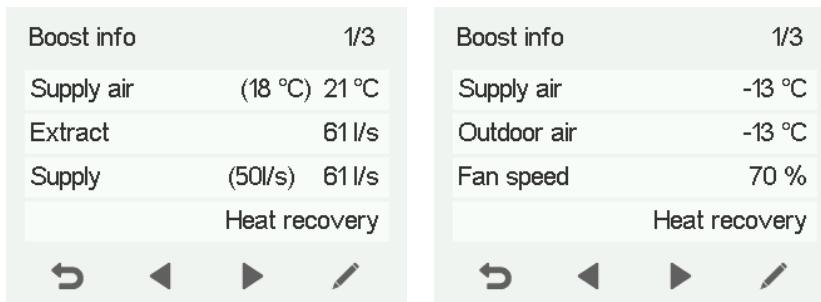 Boost info 1/3
Supply air (18 °C) 21 °C
Extract 61 l/s
Supply (50l/s) 61 l/s
Heat recovery
Boost info 1/3
Supply air -13 °C
Outdoor air -13 °C
Fan speed 70 %
Heat recovery